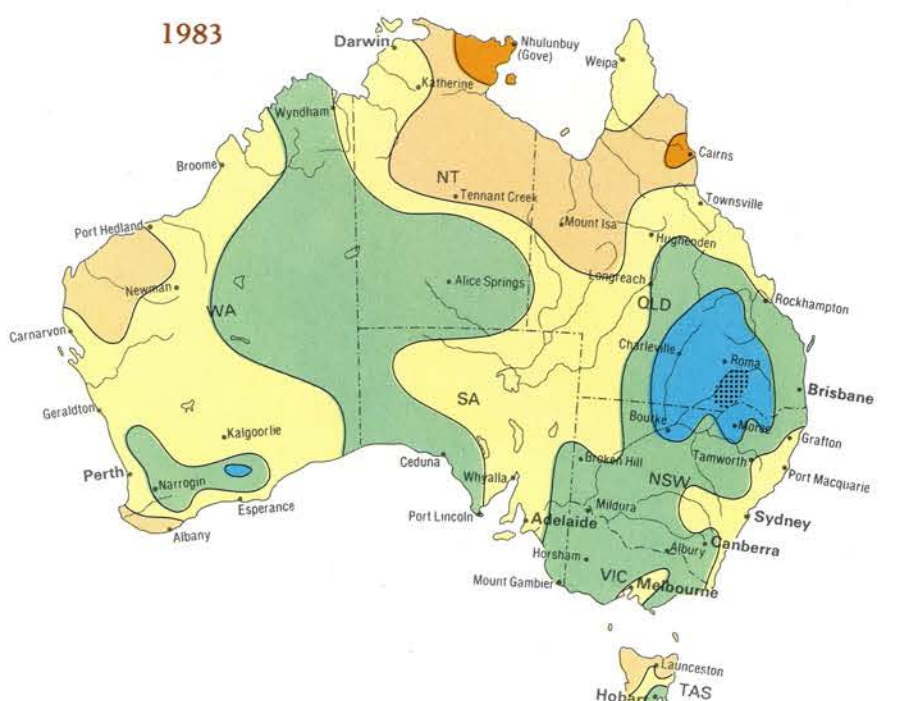 1983
Darwin
Nhulunbuy
(Gove)
Weipa
Katherine
Wyndham
Cairns
Broome
NT
Tennant Creek
Townsville
Port Hedland
Mount Isa
Hughenden
Newman
Alice Springs
Longreach
WA
QLD
Rockhampton
Carnarvon
Charleville
Roma
SA
Brisbane
Geraldton
Bourke
Moree
Kalgoorlie
Grafton
Ceduna
Broken Hill
Tamworth
Perth
Whyalla
NSW
Port Macquarie
Narrogin
Esperance
Port Lincoln
Mildura
Adelaide
Sydney
Albany
Horsham
Albury
Canberra
Mount Gambier
VIC
Melbourne
Launceston
Hobart
TAS